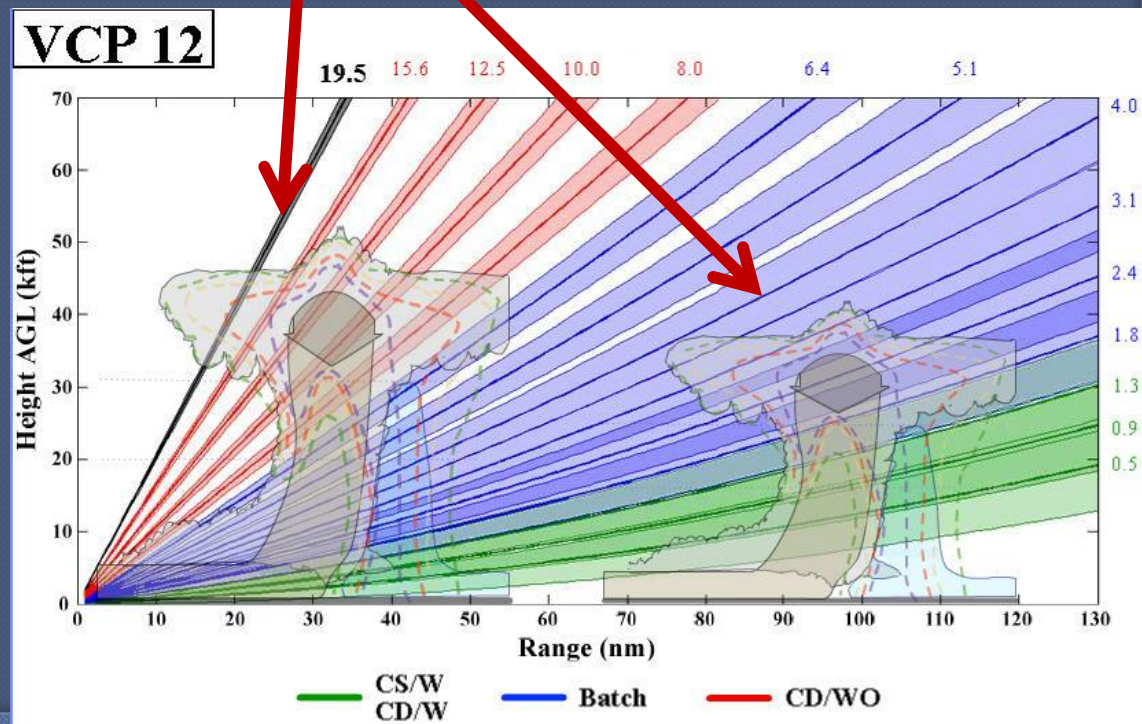 VCP 12
19.5 15.6 12.5 10.0 8.0 6.4 5.1
4.0
3.1
2.4
1.8
1.3
0.9
0.5
Height AGL (kft)
70
60
50
40
30
20
10
0
0 10 20 30 40 50 60 70 80 90 100 110 120 130
Range (nm)
CS/W
CD/W
Batch
CD/WO